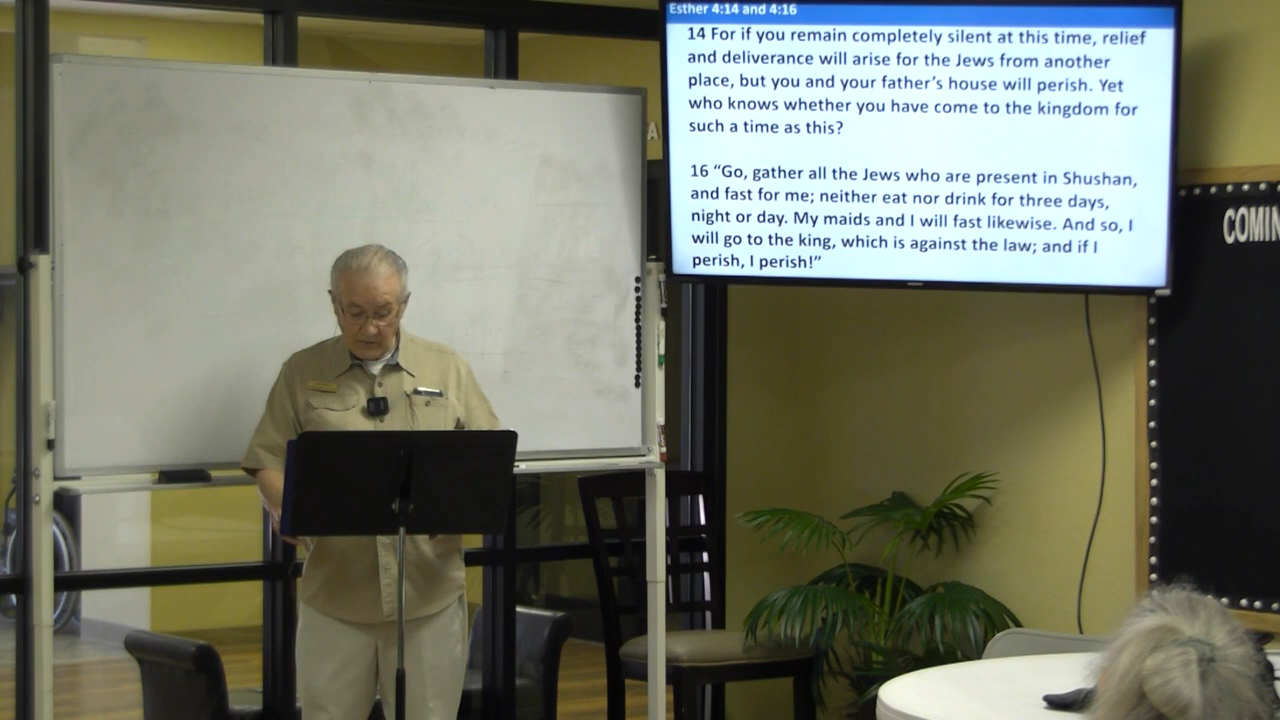 Esther 4:14 and 4:16
14 For if you remain completely silent at this time, relief
and deliverance will arise for the Jews from another
place, but you and your father's house will perish. Yet
who knows whether you have come to the kingdom for
such a time as this?
16 “Go, gather all the Jews who are present in Shushan,
and fast for me; neither eat nor drink for three days,
night or day. My maids and I will fast likewise. And so, I
will go to the king, which is against the law; and if I
perish, I perish!”
A
COMIN